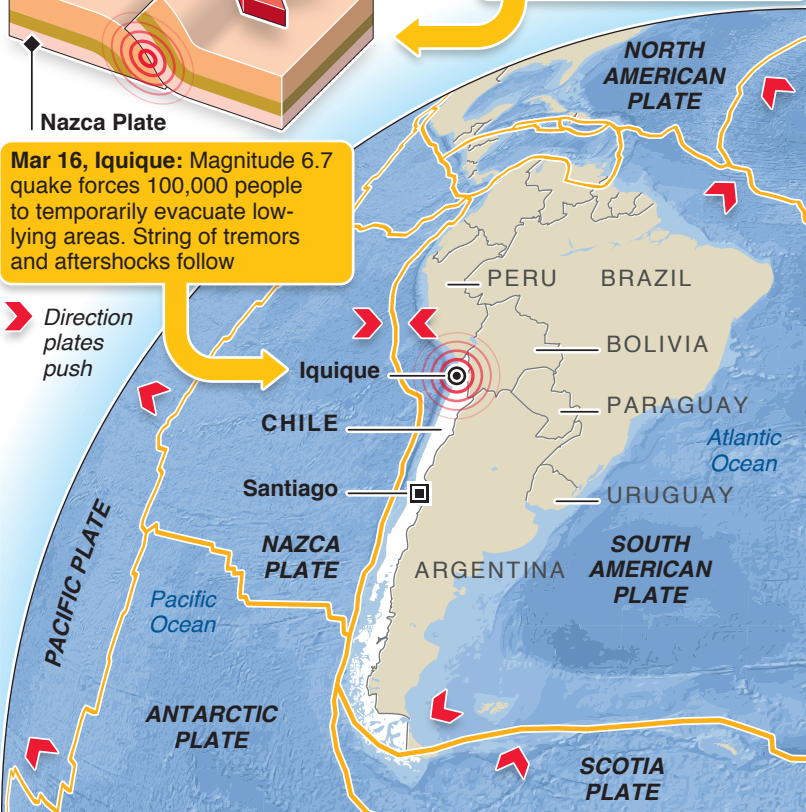 Nazca Plate
Mar 16, Iquique: Magnitude 6.7
quake forces 100,000 people
to temporarily evacuate low-
lying areas. String of tremors
and aftershocks follow
Direction
plates
push
NORTH
AMERICAN
PLATE
PERU
BRAZIL
BOLIVIA
Iquique
PARAGUAY
CHILE
Atlantic
Ocean
Santiago
URUGUAY
NAZCA
PLATE
SOUTH
AMERICAN
PLATE
ARGENTINA
PACIFIC PLATE
Pacific
Ocean
ANTARCTIC
PLATE
SCOTIA
PLATE